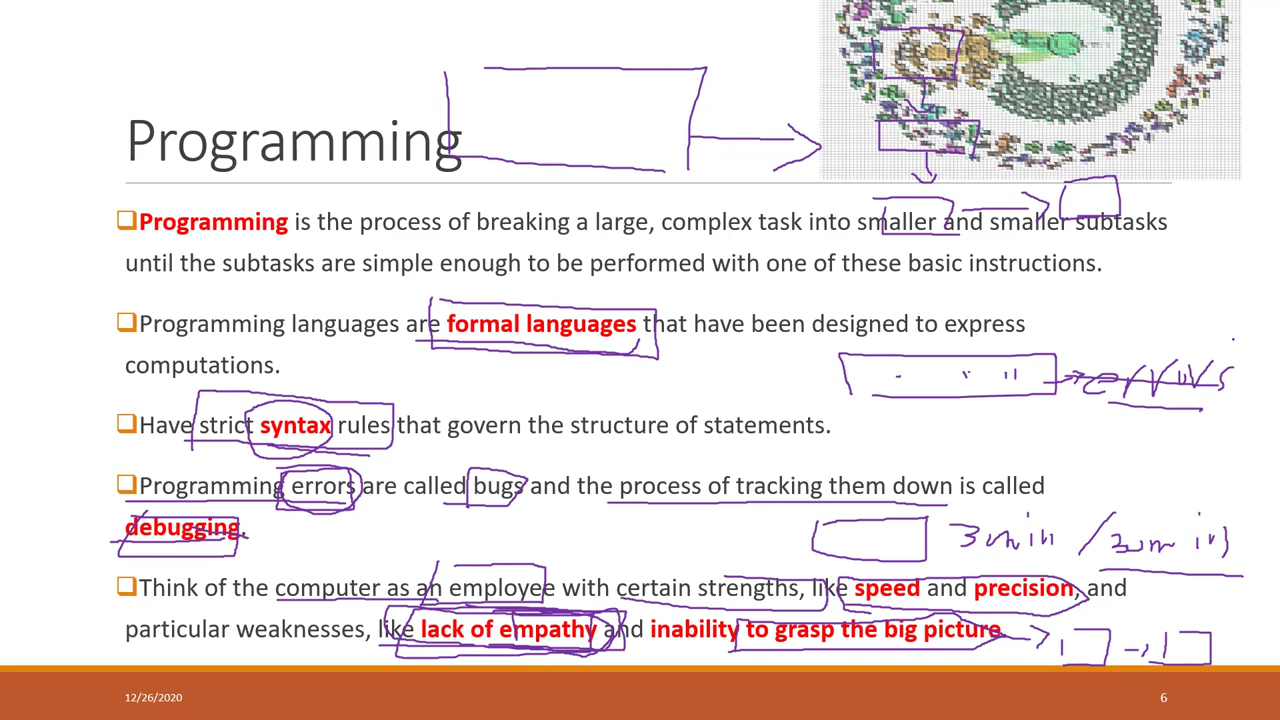 Programming
❑Programming is the process of breaking a large, complex task into smaller and smaller subtasks
until the subtasks are simple enough to be performed with one of these basic instructions.
❑Programming languages are formal languages that have been designed to express
computations.
❑Have strict syntax rules that govern the structure of statements.
❑Programming errors are called bugs and the process of tracking them down is called
debugging.
3 min /
❑Think of the computer as an employee with certain strengths, like speed and precision, and
particular weaknesses, like lack of empathy and inability to grasp the big picture.
12/26/2020
6